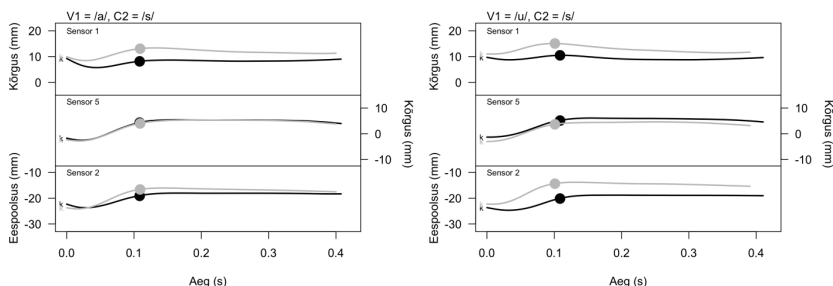 V1 = /a/, C2 = /s/
Sensor 1
Kõrgus (mm)
20
10
0
k
Sensor 5
Kõrgus (mm)
10
0
-10
Sensor 2
Eespoolsus (mm)
-10
-20
-30
k
0.0 0.1 0.2 0.3 0.4
Aeg (s)
V1 = /u/, C2 = /s/
Sensor 1
Kõrgus (mm)
20
10
0
k
Sensor 5
Kõrgus (mm)
10
0
-10
k
Sensor 2
Eespoolsus (mm)
-10
-20
-30
k
0.0 0.1 0.2 0.3 0.4
Aeg (s)